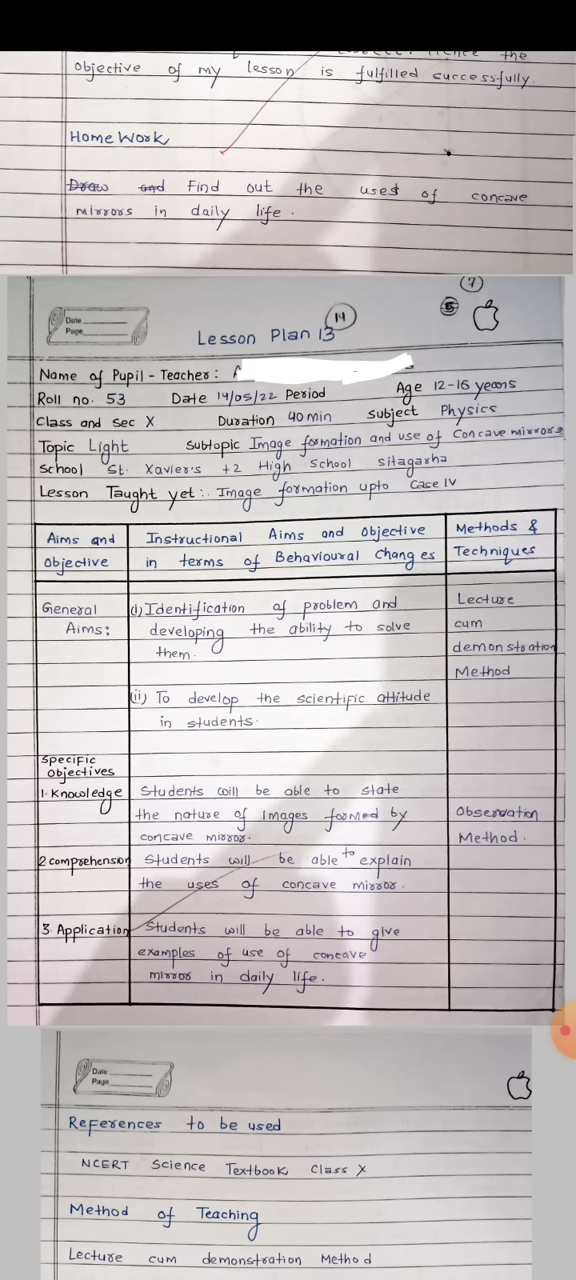 objective of my lesson is fulfilled successfully.
Home Work
Draw and Find out the used of concave
mirrors in daily life.
7
14
5
Date
Page
Lesson Plan 13
Name of Pupil-Teacher:
Roll no. 53 Date 14/05/22 Period Age 12-16 years
Class and Sec X Duration 40 min Subject Physics
Topic Light Subtopic Image formation and use of Concave mirrors
School St. Xavier's +2 High School Sitagarha
Lesson Taught yet:. Image formation upto Case IV
Aims and Objective
Instructional Aims and Objective
in terms of Behavioural Changes
Methods &
Techniques
General
Aims:
(i) Identification of problem and
developing the ability to solve
them.
(ii) To develop the scientific attitude
in students.
Lecture
cum
demonstration
Method
Specific
Objectives
1. Knowledge
Students will be able to state
the nature of Images formed by
concave mirror.
Observation
Method.
2 comprehension
Students will be able to explain
the uses of concave mirror.
3. Application
Students will be able to give
examples of use of concave
mirror in daily life.
Date
Page
References to be used
NCERT Science Textbook Class X
Method of Teaching
Lecture cum demonstration Method